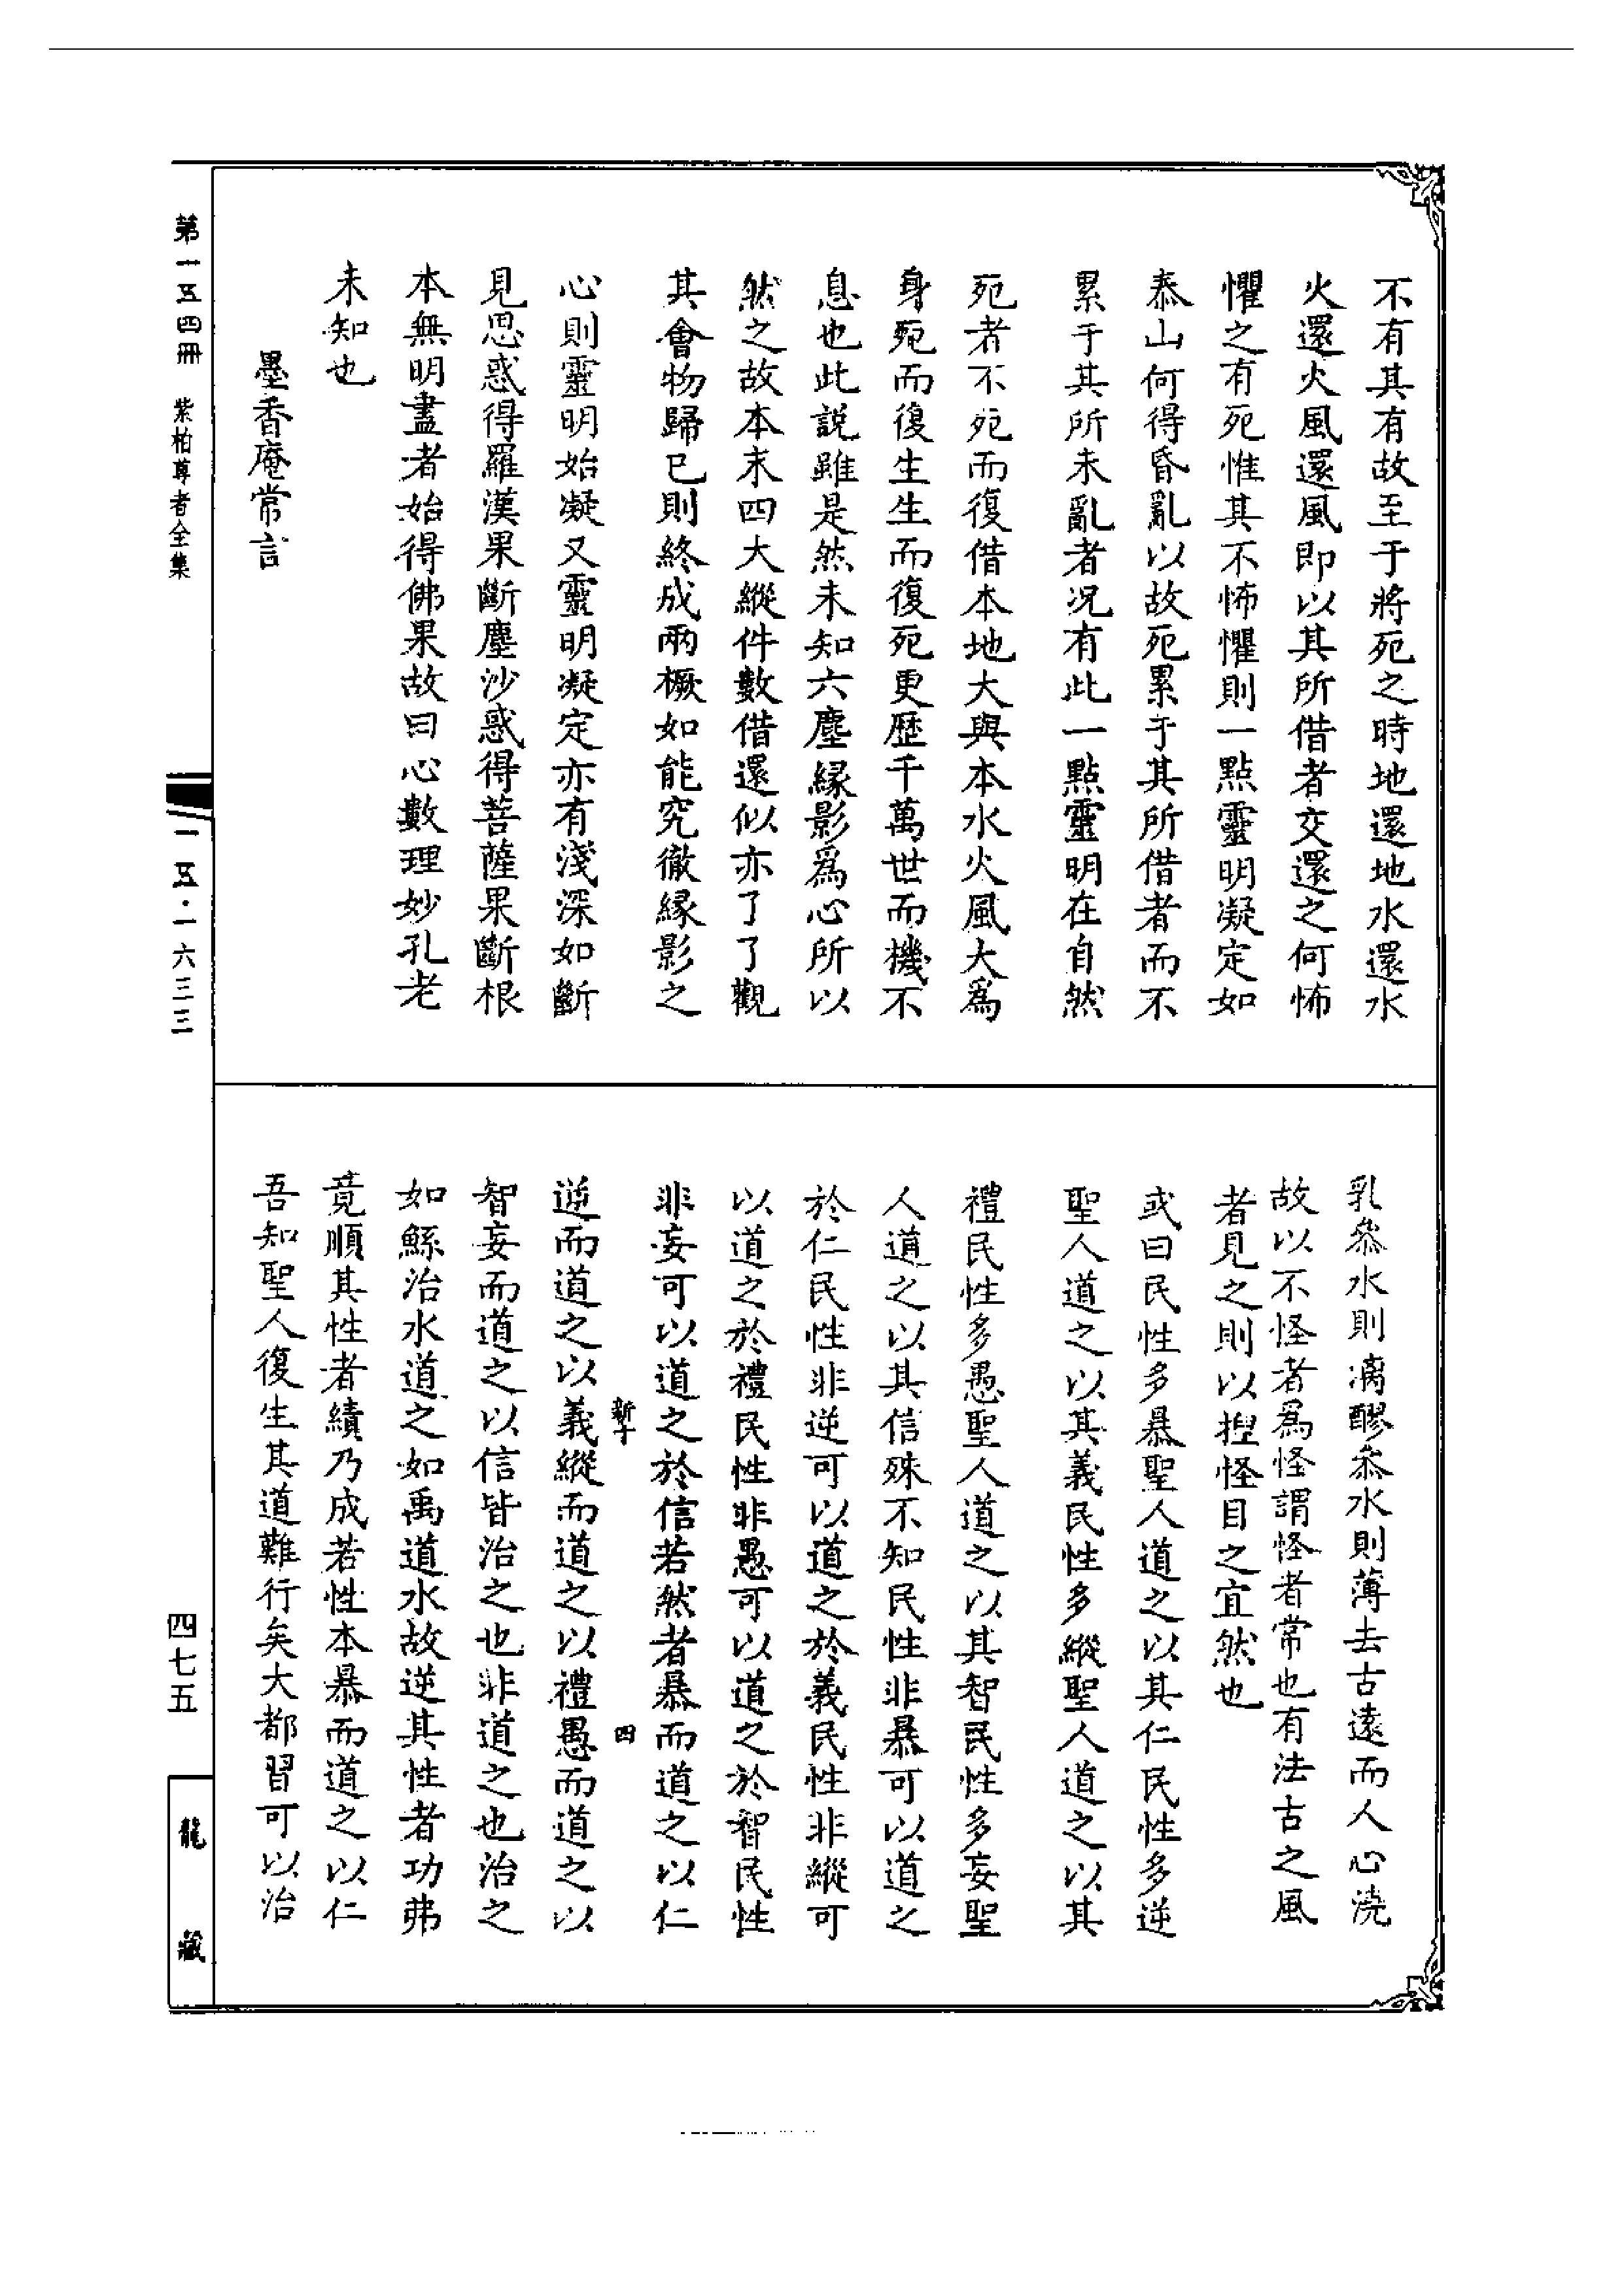 不有其有故至于將死之時地還地水還水
火還火風還風即以其所借者交還之何怖
懼之有死惟其不怖懼則一點靈明凝定如
泰山何得昏亂以故死累于其所借者而不
累于其所未亂者况有此一點靈明在自然
死者不死而復借本地大與本水火風大為
身死而復生生而復死更歷千萬世而機不
息也此説雖是然未知六塵緣影為心所以
然之故本末四大縱件數借還似亦了了觀
其會物歸已則終成兩橛如能究徹緣影之
心則靈明始凝又靈明凝定亦有淺深如斷
見思惑得羅漢果斷塵沙惑得菩薩果斷根
本無明盡者始得佛果故曰心數理妙孔老
未知也
墨香庵常言
乳叅水則漓醪叅水則薄去古遠而人心澆
故以不怪者為怪謂怪者常也有法古之風
者見之則以揑怪目之宜然也
或曰民性多暴聖人道之以其仁民性多逆
聖人道之以其義民性多縱聖人道之以其
禮民性多愚聖人道之以其智民性多妄聖
人道之以其信殊不知民性非暴可以道之
於仁民性非逆可以道之於義民性非縱可
以道之於禮民性非愚可以道之於智民性
非妄可以道之於信若然者暴而道之以仁
新十 四
逆而道之以義縱而道之以禮愚而道之以
智妄而道之以信皆治之也非道之也治之
如鯀治水道之如禹道水故逆其性者功弗
竟順其性者績乃成若性本暴而道之以仁
吾知聖人復生其道難行矣大都習可以治
第一五四冊 紫柏尊者全集
一五·一六三三
四七五
龍藏